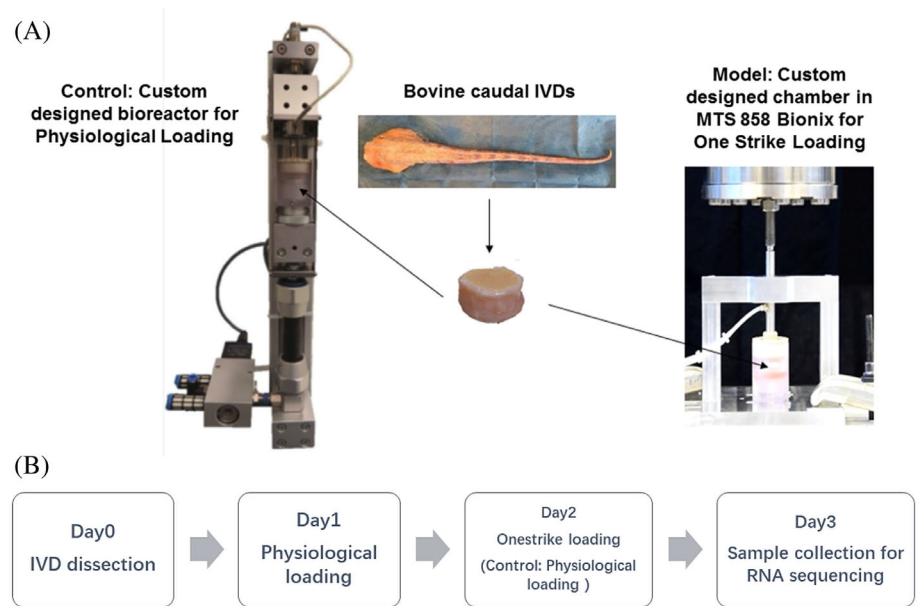 (A)
Control: Custom
designed bioreactor for
Physiological Loading
Bovine caudal IVDs
Model: Custom
designed chamber in
MTS 858 Bionix for
One Strike Loading
(B)
Day0
IVD dissection
Day1
Physiological
loading
Day2
Onestrike loading
(Control: Physiological
loading )
Day3
Sample collection for
RNA sequencing